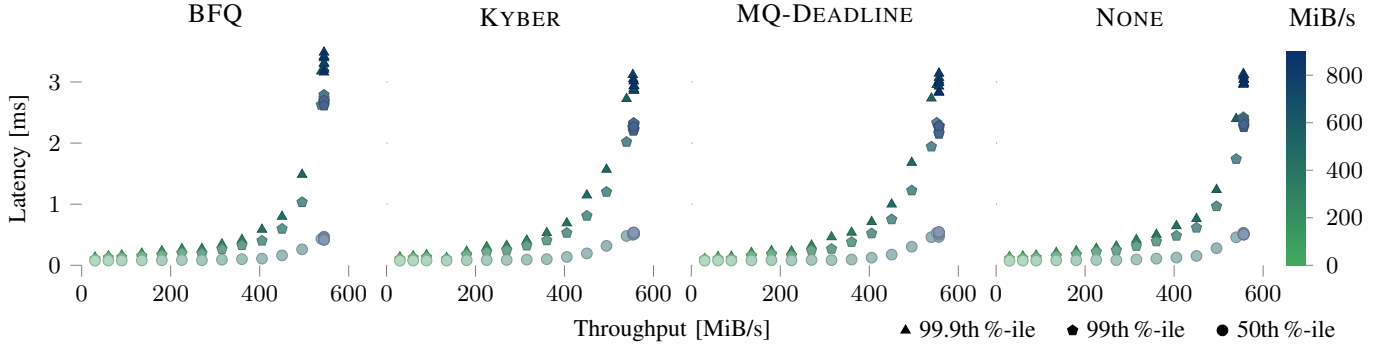 BFQ KYBER MQ-DEADLINE NONE MiB/s
Latency [ms]
3
2
1
0
0 200 400 600 0 200 400 600 0 200 400 600 0 200 400 600
800
600
400
200
0
Throughput [MiB/s]
99.9th %-ile 99th %-ile 50th %-ile